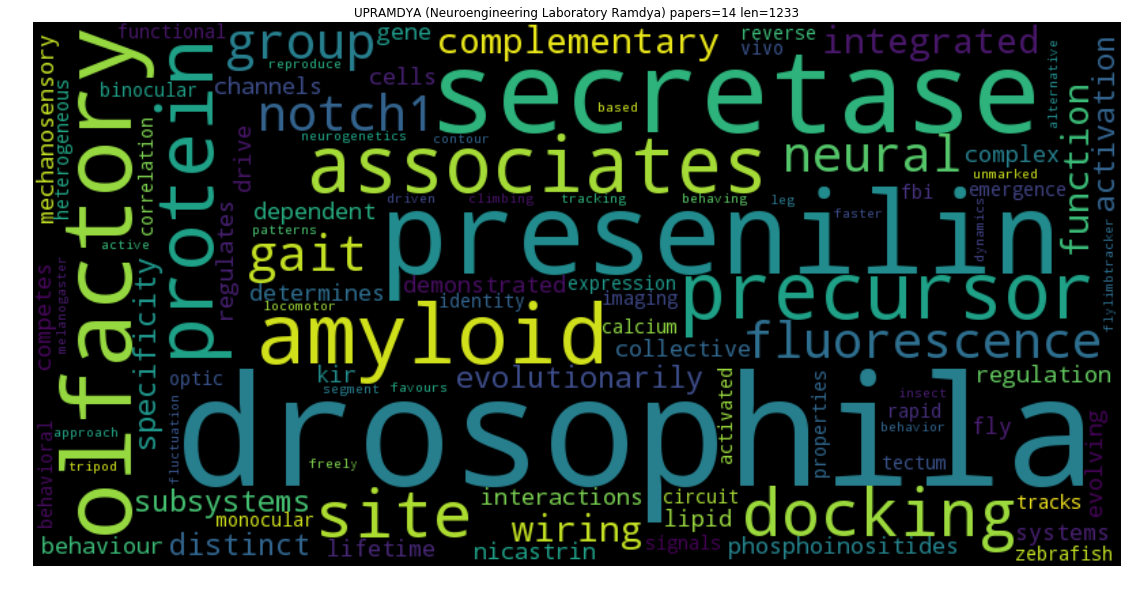 UPRAMDYA (Neuroengineering Laboratory Ramdya) papers=14 len=1233
functional
group
gene
complementary
reverse
integrated
vivo
reproduce
mechanosensory
heterogeneous
olfactory
binocular
protein
channels
cells
secretase
based
alternative
activation
notch1
neurogenetics
contour
drive
correlation
associates
neural
function
complex
unmarked
driven
climbing
tracking
behaving
leg
fbi
emergence
dependent
patterns
regulates
presenilin
faster
dynamics
active
gait
specificity
demonstrated
expression
precursor
flylimbtracker
competes
melanogaster
determines
identity
imaging
locomotor
amyloid
calcium
collective
fluorescence
optic
kir
segment
favours
evolutionarily
regulation
drosophila
activated
properties
insect
rapid
behavior
fly
fluctuation
behavioral
approach
tripod
freely
tectum
evolving
subsystems
monocular
site
interactions
circuit
docking
tracks
wiring
lipid
systems
behaviour
distinct
lifetime
nicastrin
signals
phosphoinositides
zebrafish